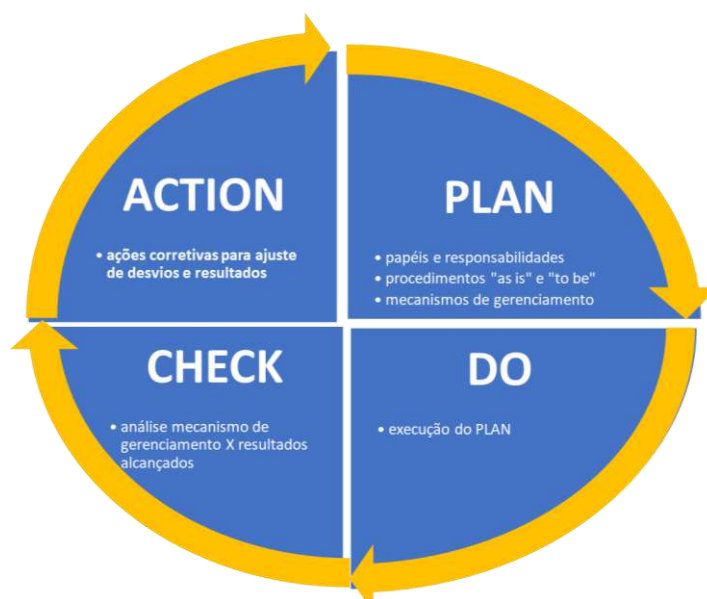 ACTION
• ações corretivas para ajuste
de desvios e resultados
PLAN
• papéis e responsabilidades
• procedimentos "as is" e "to be"
• mecanismos de gerenciamento
CHECK
• análise mecanismo de
gerenciamento X resultados
alcançados
DO
• execução do PLAN